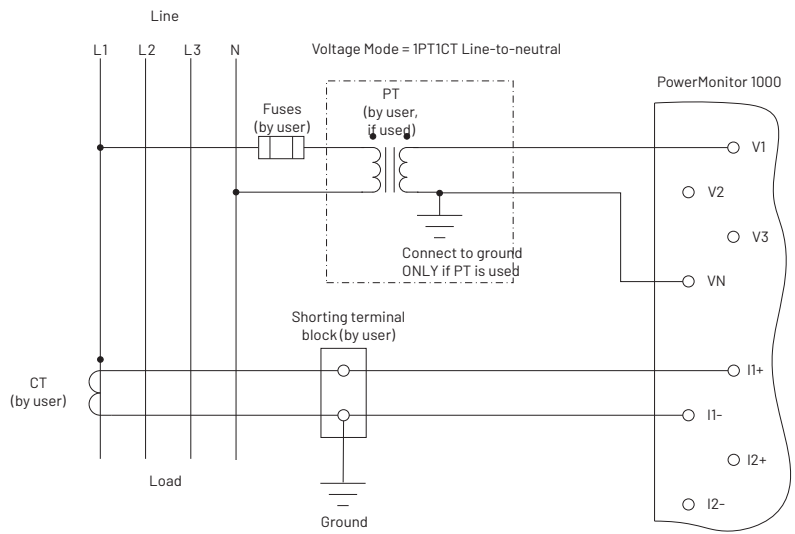 Line
L1 L2 L3 N
Voltage Mode = 1PT1CT Line-to-neutral
PowerMonitor 1000
Fuses
(by user)
PT
(by user,
if used)
V1
V2
V3
VN
Connect to ground
ONLY if PT is used
Shorting terminal
block (by user)
CT
(by user)
I1+
I1-
I2+
I2-
Load
Ground